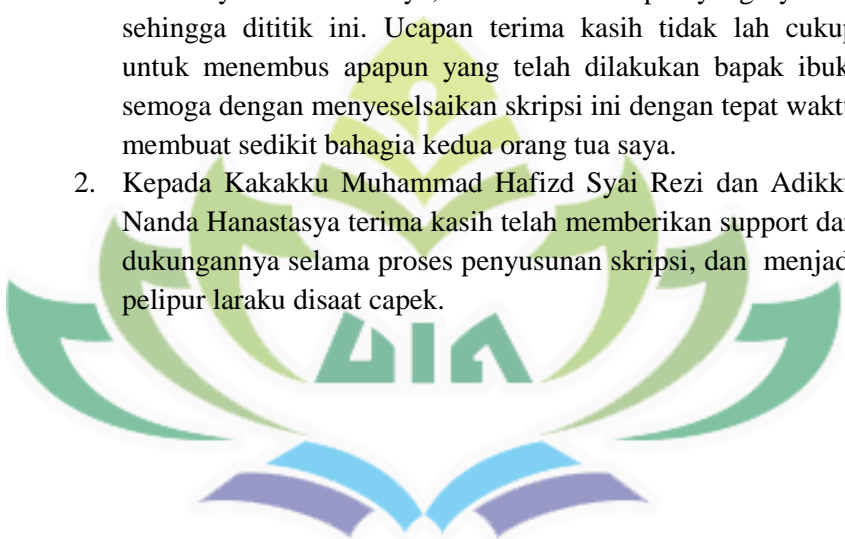 sehingga dititik ini. Ucapan terima kasih tidak lah cukup
untuk menembus apapun yang telah dilakukan bapak ibuk
semoga dengan menyeselsaikan skripsi ini dengan tepat waktu
membuat sedikit bahagia kedua orang tua saya.
2. Kepada Kakakku Muhammad Hafizd Syai Rezi dan Adikku
Nanda Hanastasya terima kasih telah memberikan support dan
dukungannya selama proses penyusunan skripsi, dan menjad
pelipur laraku disaat capek.
UIN